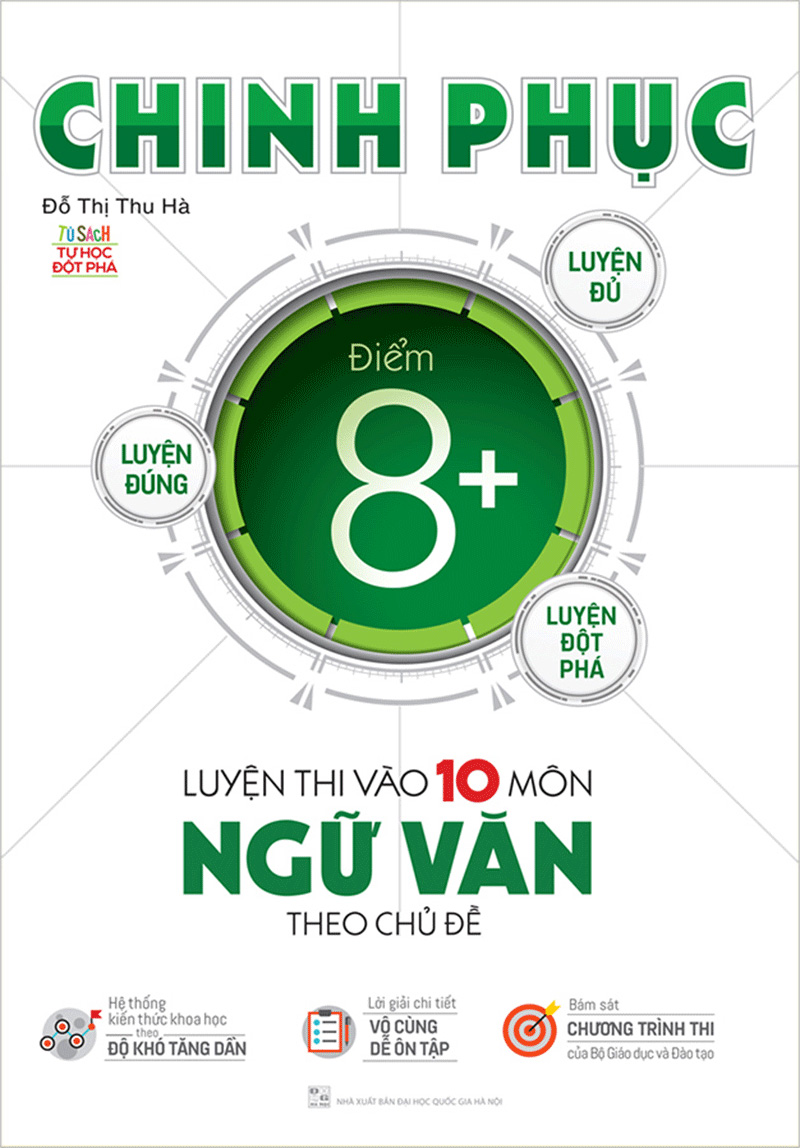 CHINH PHỤC
Đỗ Thị Thu Hà
TỦ SÁCH
TỰ HỌC
ĐỘT PHÁ
LUYỆN
ĐỦ
Điểm
8+
LUYỆN
ĐÚNG
LUYỆN
ĐỘT
PHÁ
LUYỆN THI VÀO 10 MÔN
NGỮ VĂN
THEO CHỦ ĐỀ
Hệ thống
kiến thức khoa học
theo
ĐỘ KHÓ TĂNG DẦN
Lời giải chi tiết
VÔ CÙNG
DỄ ÔN TẬP
Bám sát
CHƯƠNG TRÌNH THI
của Bộ Giáo dục và Đào tạo
NHÀ XUẤT BẢN ĐẠI HỌC QUỐC GIA HÀ NỘI